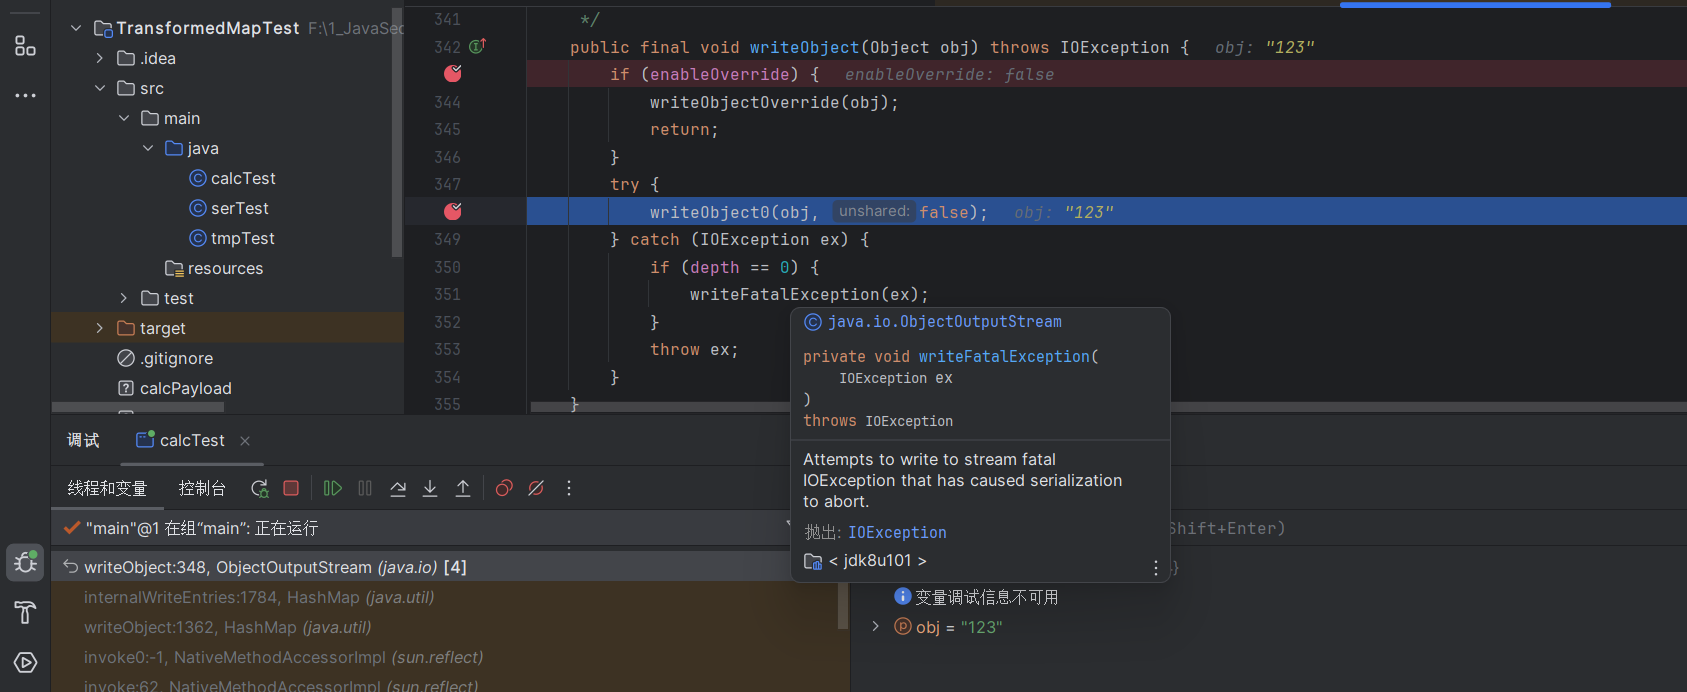 TransformedMapTest F:\1_JavaSec
.idea
src
main
java
calcTest
serTest
tmpTest
resources
test
target
.gitignore
calcPayload
341 */
342 public final void writeObject(Object obj) throws IOException { obj: "123"
if (enableOverride) { enableOverride: false
344 writeObjectOverride(obj);
345 return;
346 }
347 try {
writeObject0(obj, unshared: false); obj: "123"
349 } catch (IOException ex) {
350 if (depth == 0) {
351 writeFatalException(ex);
352 }
353 throw ex;
354 }
355 }
java.io.ObjectOutputStream
private void writeFatalException(
IOException ex
)
throws IOException
Attempts to write to stream fatal
IOException that has caused serialization
to abort.
抛出: IOException
< jdk8u101 >
调试 calcTest
线程和变量 控制台
"main"@1 在组“main”: 正在运行
Shift+Enter)
writeObject:348, ObjectOutputStream (java.io) [4]
internalWriteEntries:1784, HashMap (java.util)
writeObject:1362, HashMap (java.util)
invoke0:-1, NativeMethodAccessorImpl (sun.reflect)
invoke:62, NativeMethodAccessorImpl (sun.reflect)
}
变量调试信息不可用
obj = "123"